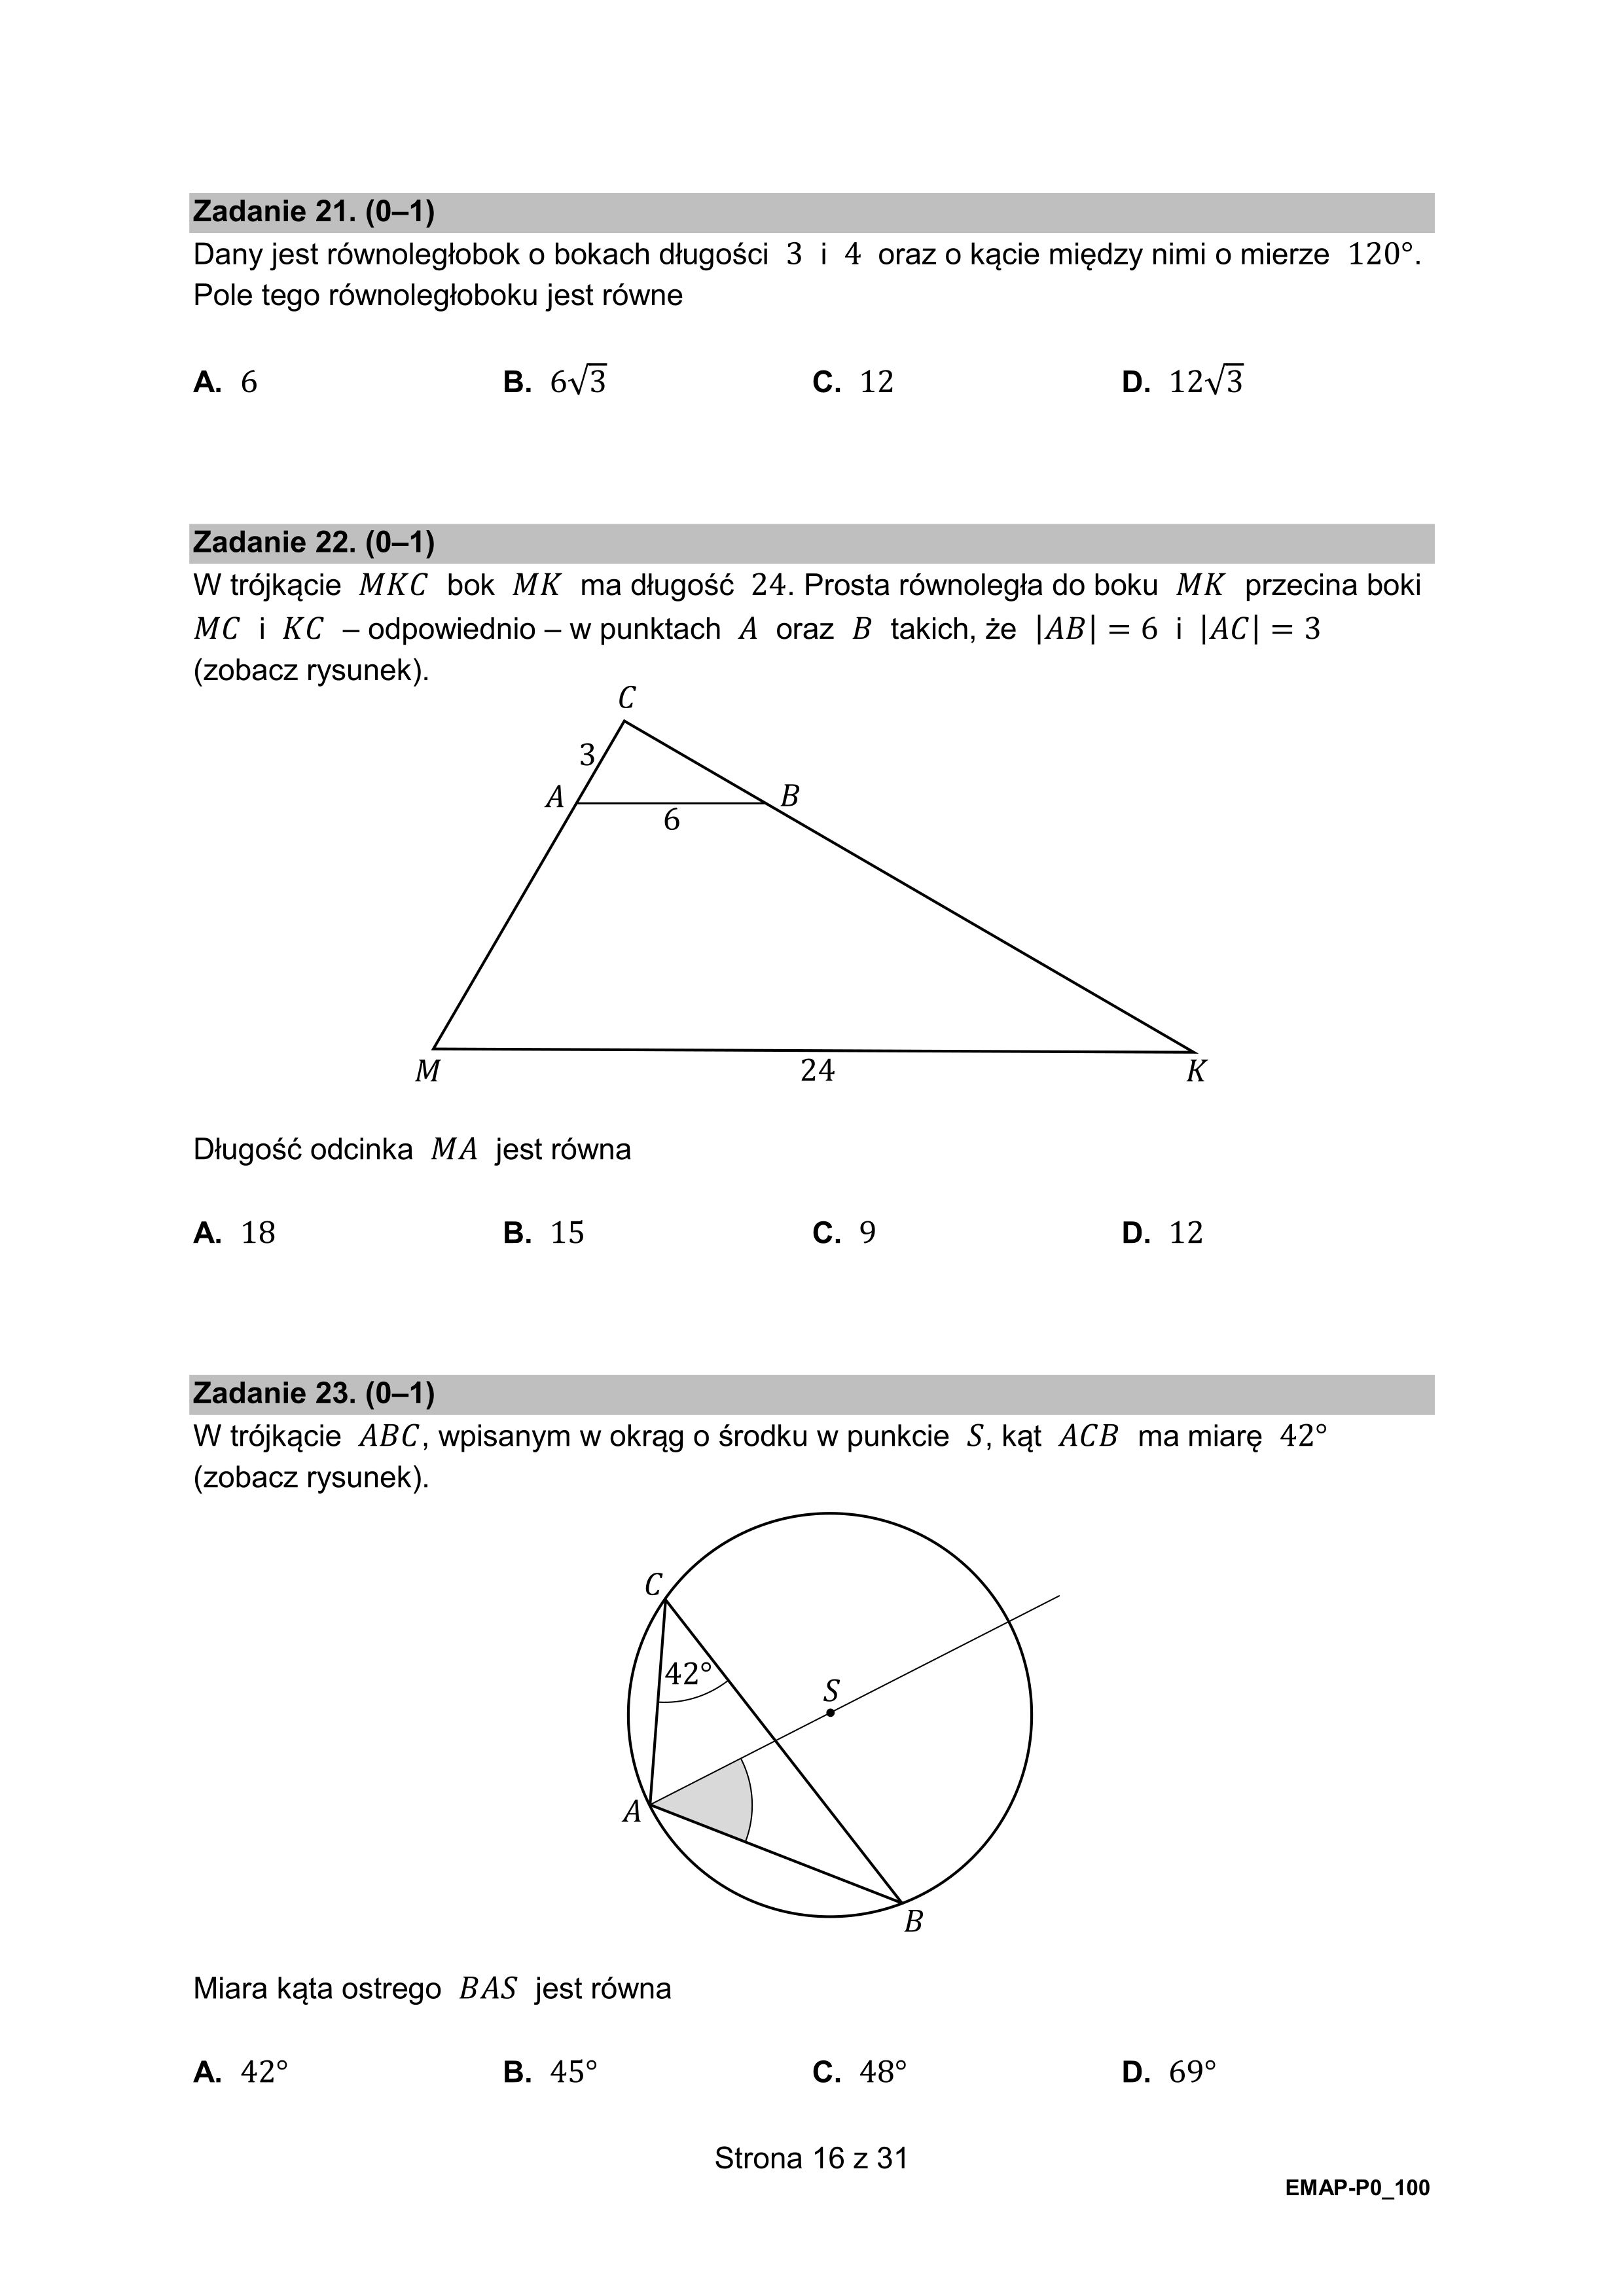 Zadanie 21. (0–1)
Dany jest równoległobok o bokach długości 3 i 4 oraz o kącie między nimi o mierze 120°.
Pole tego równoległoboku jest równe
A. 6 B. 6√3 C. 12 D. 12√3
Zadanie 22. (0–1)
W trójkącie MKC bok MK ma długość 24. Prosta równoległa do boku MK przecina boki
MC i KC – odpowiednio – w punktach A oraz B takich, że |AB| = 6 i |AC| = 3
(zobacz rysunek).
C
3
A B
6
M 24 K
Długość odcinka MA jest równa
A. 18 B. 15 C. 9 D. 12
Zadanie 23. (0–1)
W trójkącie ABC, wpisanym w okrąg o środku w punkcie S, kąt ACB ma miarę 42°
(zobacz rysunek).
C
42°
S
A
B
Miara kąta ostrego BAS jest równa
A. 42° B. 45° C. 48° D. 69°
Strona 16 z 31
EMAP-P0_100